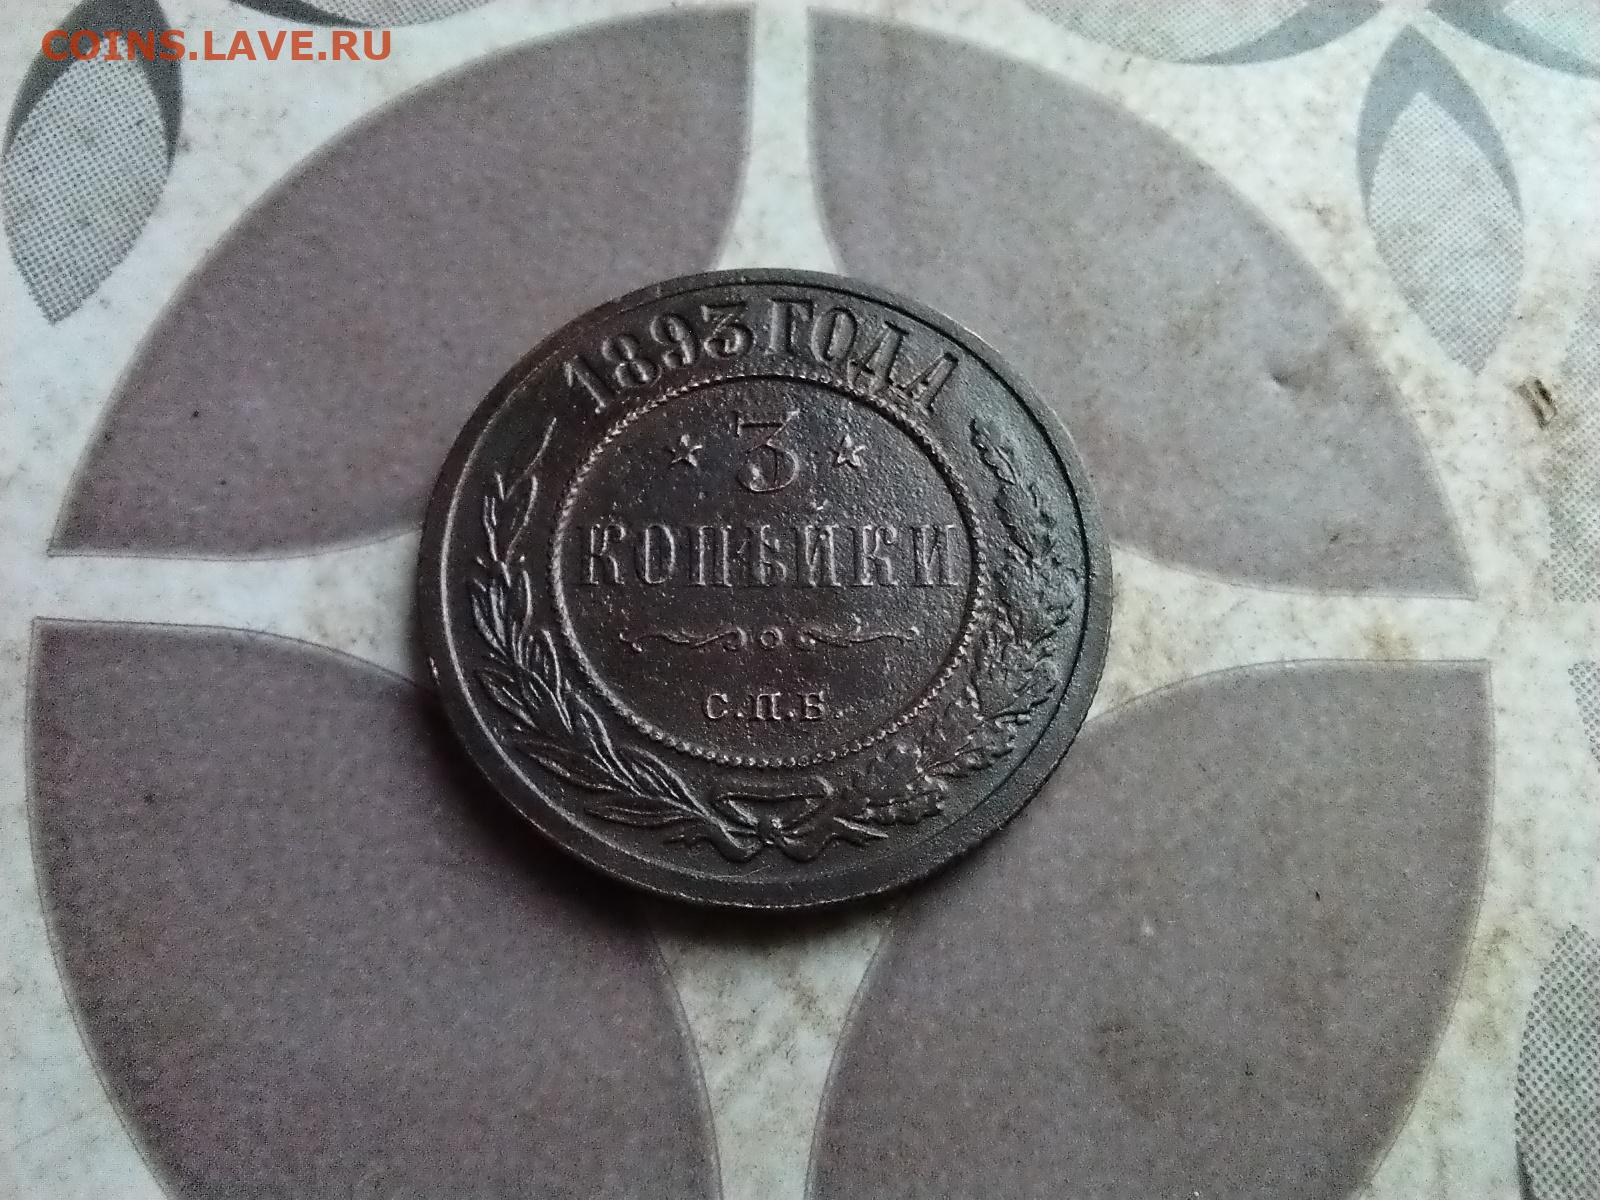 COINS.LAVE.RU
1893 ГОДА
* 3 *
КОПѢЙКИ
С.П.Б.